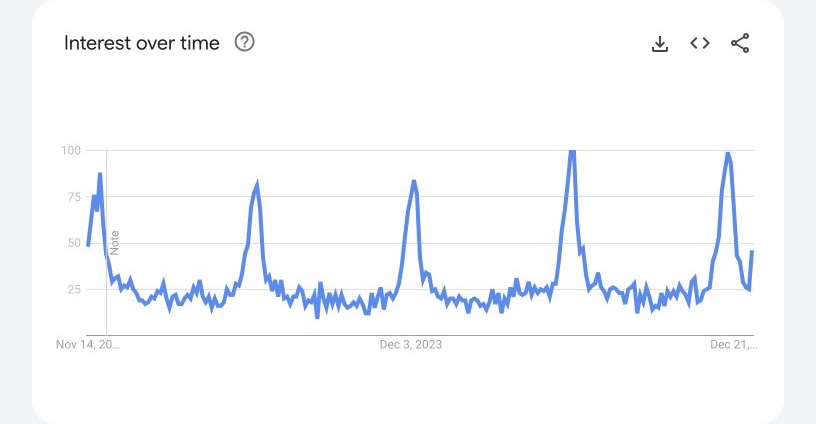 Interest over time
100
75
50
25
Note
Nov 14, 20...
Dec 3, 2023
Dec 21,...